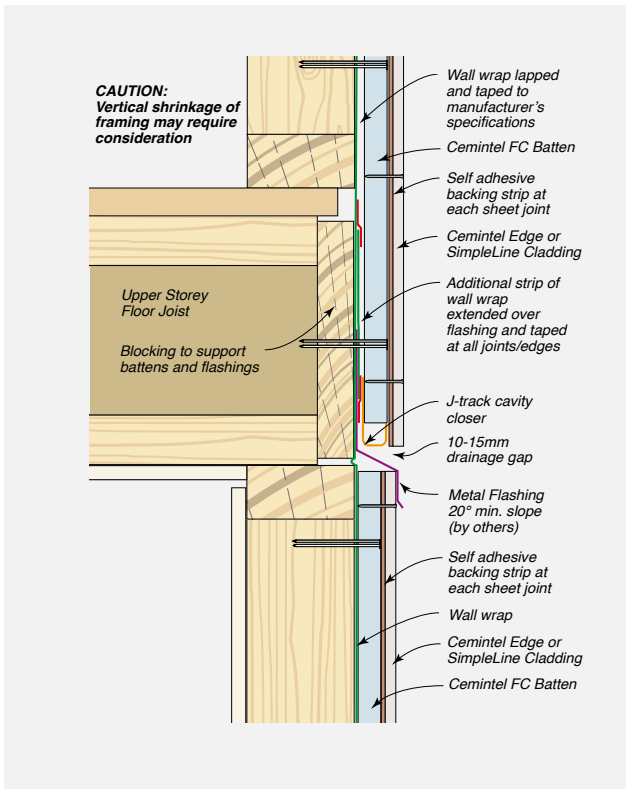 CAUTION:
Vertical shrinkage of
framing may require
consideration
Wall wrap lapped
and taped to
manufacturer's
specifications
Cemintel FC Batten
Self adhesive
backing strip at
each sheet joint
Cemintel Edge or
SimpleLine Cladding
Upper Storey
Floor Joist
Blocking to support
battens and flashings
Additional strip of
wall wrap
extended over
flashing and taped
at all joints/edges
J-track cavity
closer
10-15mm
drainage gap
Metal Flashing
20° min. slope
(by others)
Self adhesive
backing strip at
each sheet joint
Wall wrap
Cemintel Edge or
SimpleLine Cladding
Cemintel FC Batten